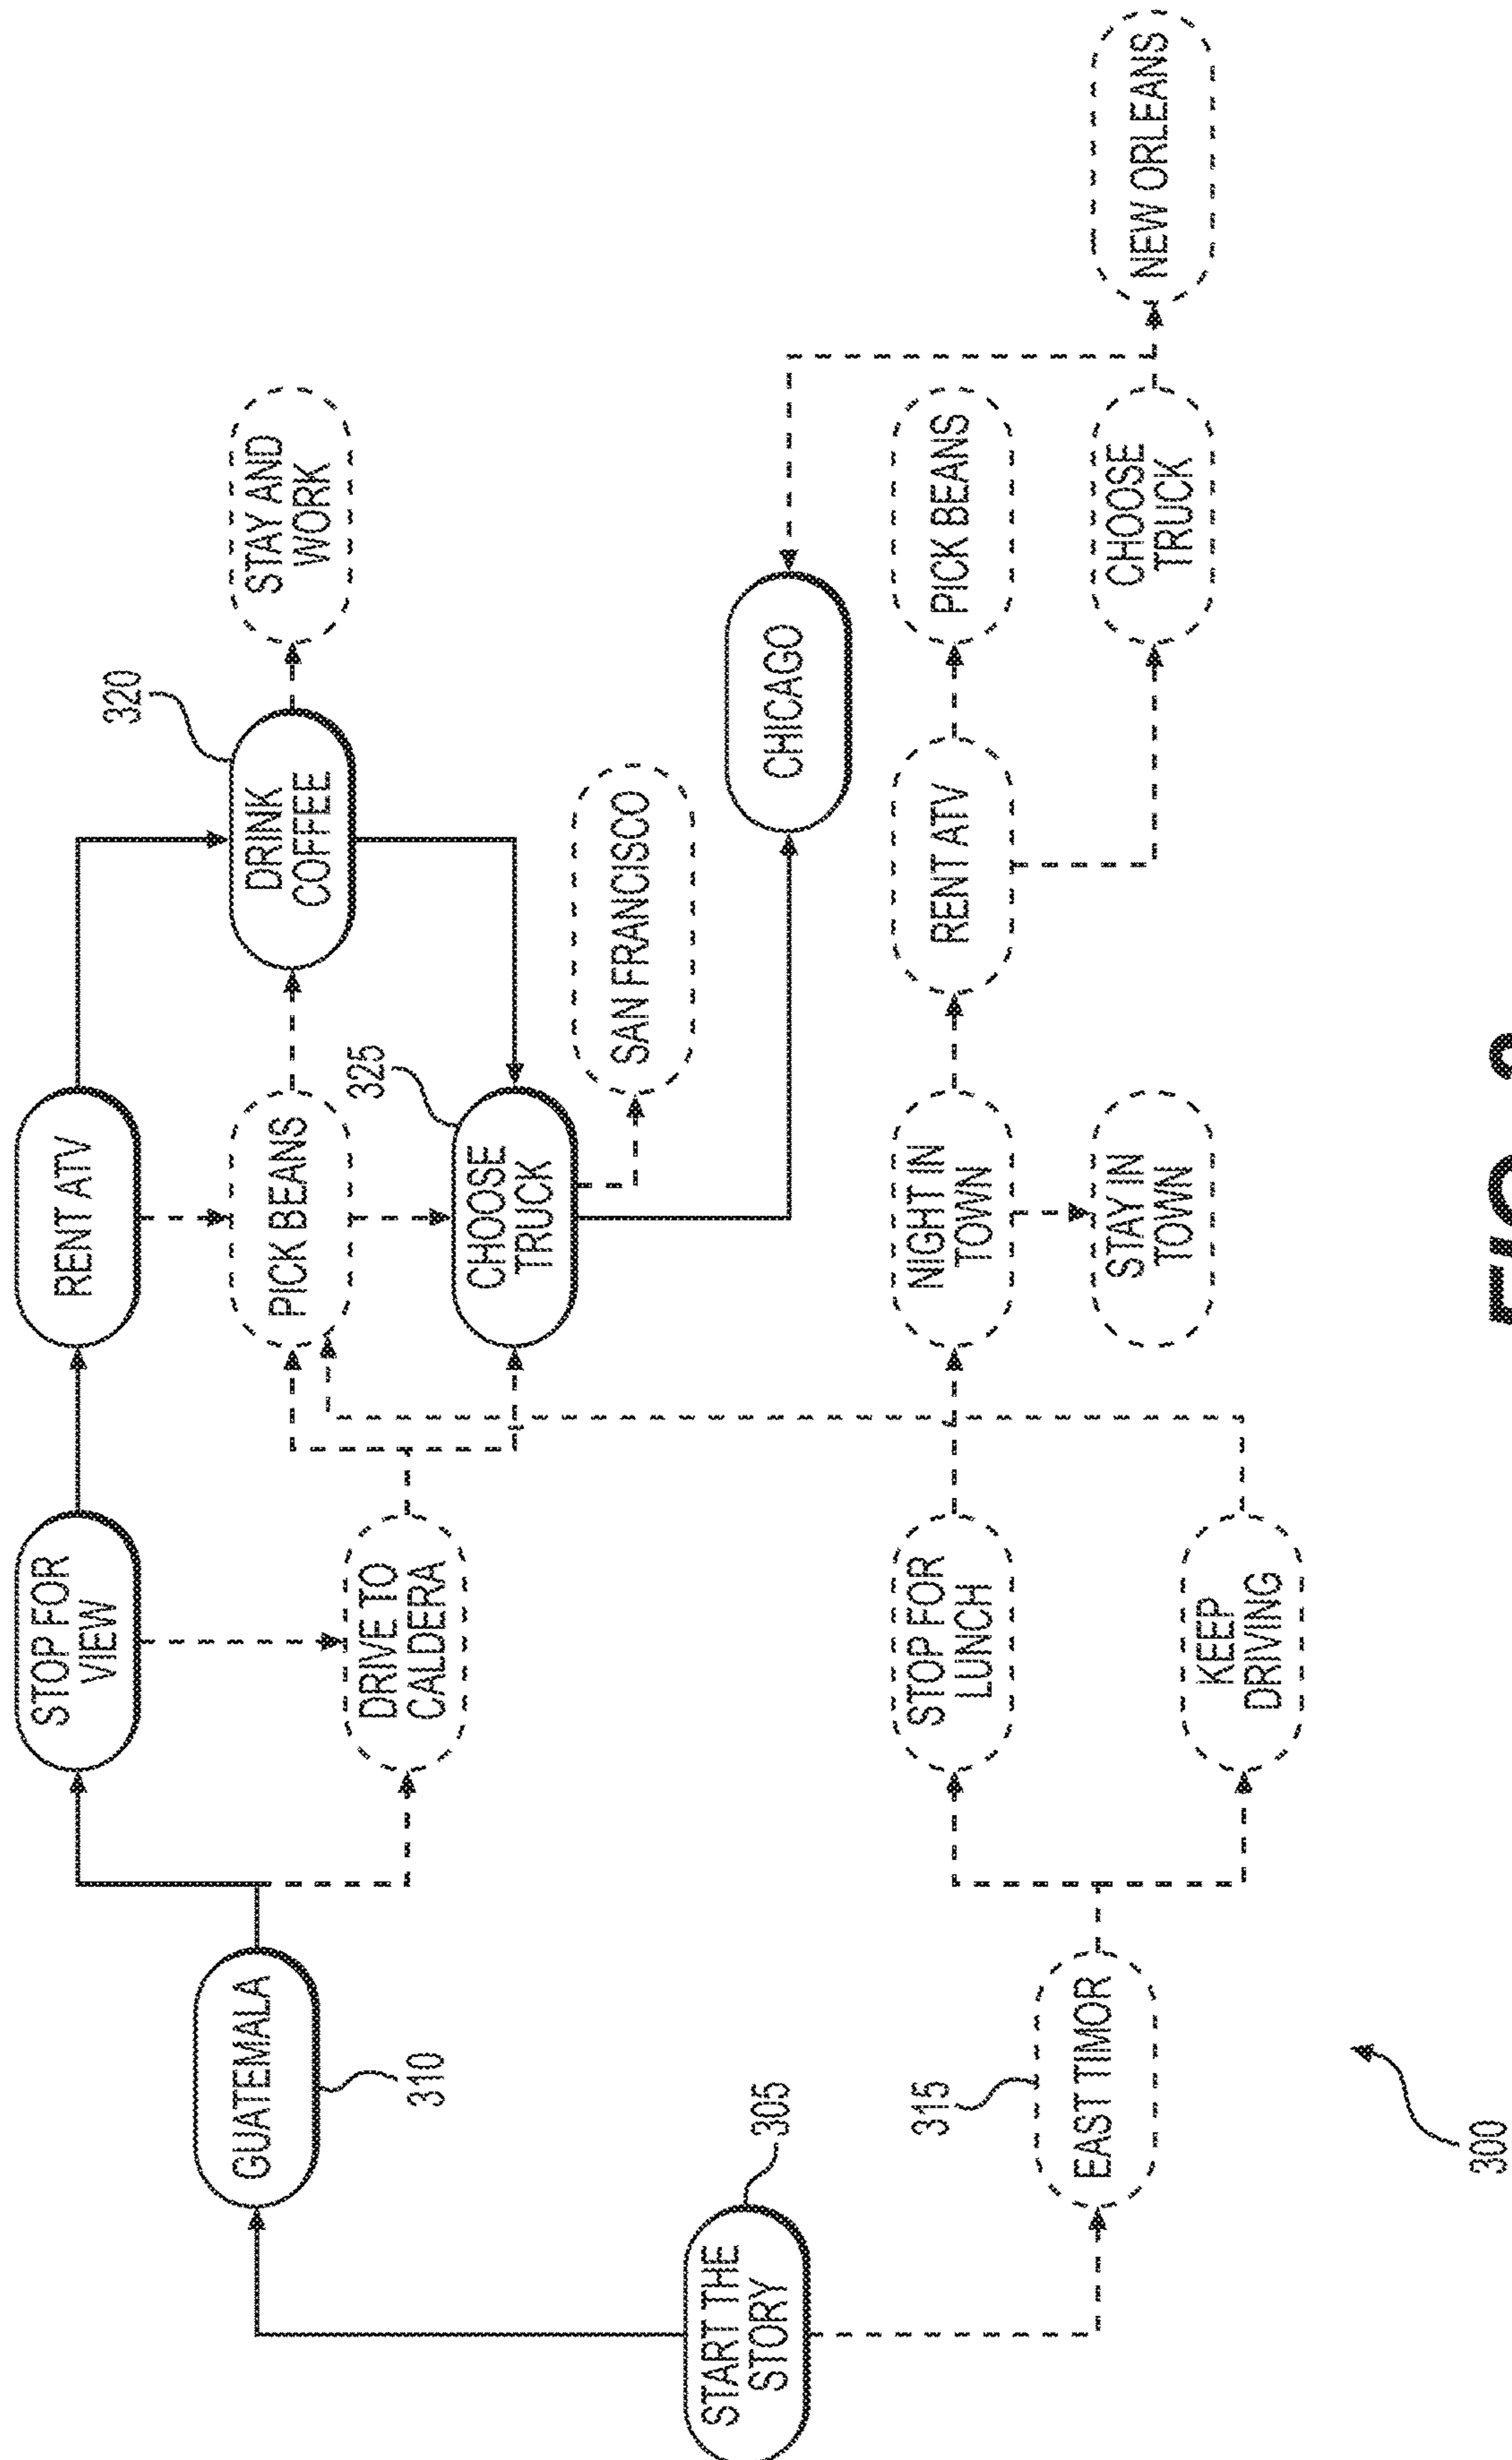 RENT ATV
STOP FOR
VIEW
GUATEMALA
310
DRINK
COFFEE
320
STAY AND
WORK
PICK BEANS
DRIVE TO
CALDERA
CHOOSE
TRUCK
325
SAN FRANCISCO
START THE
STORY
305
CHICAGO
STOP FOR
LUNCH
NIGHT IN
TOWN
RENT ATV
PICK BEANS
EAST TIMOR
315
KEEP
DRIVING
STAY IN
TOWN
CHOOSE
TRUCK
NEW ORLEANS
300